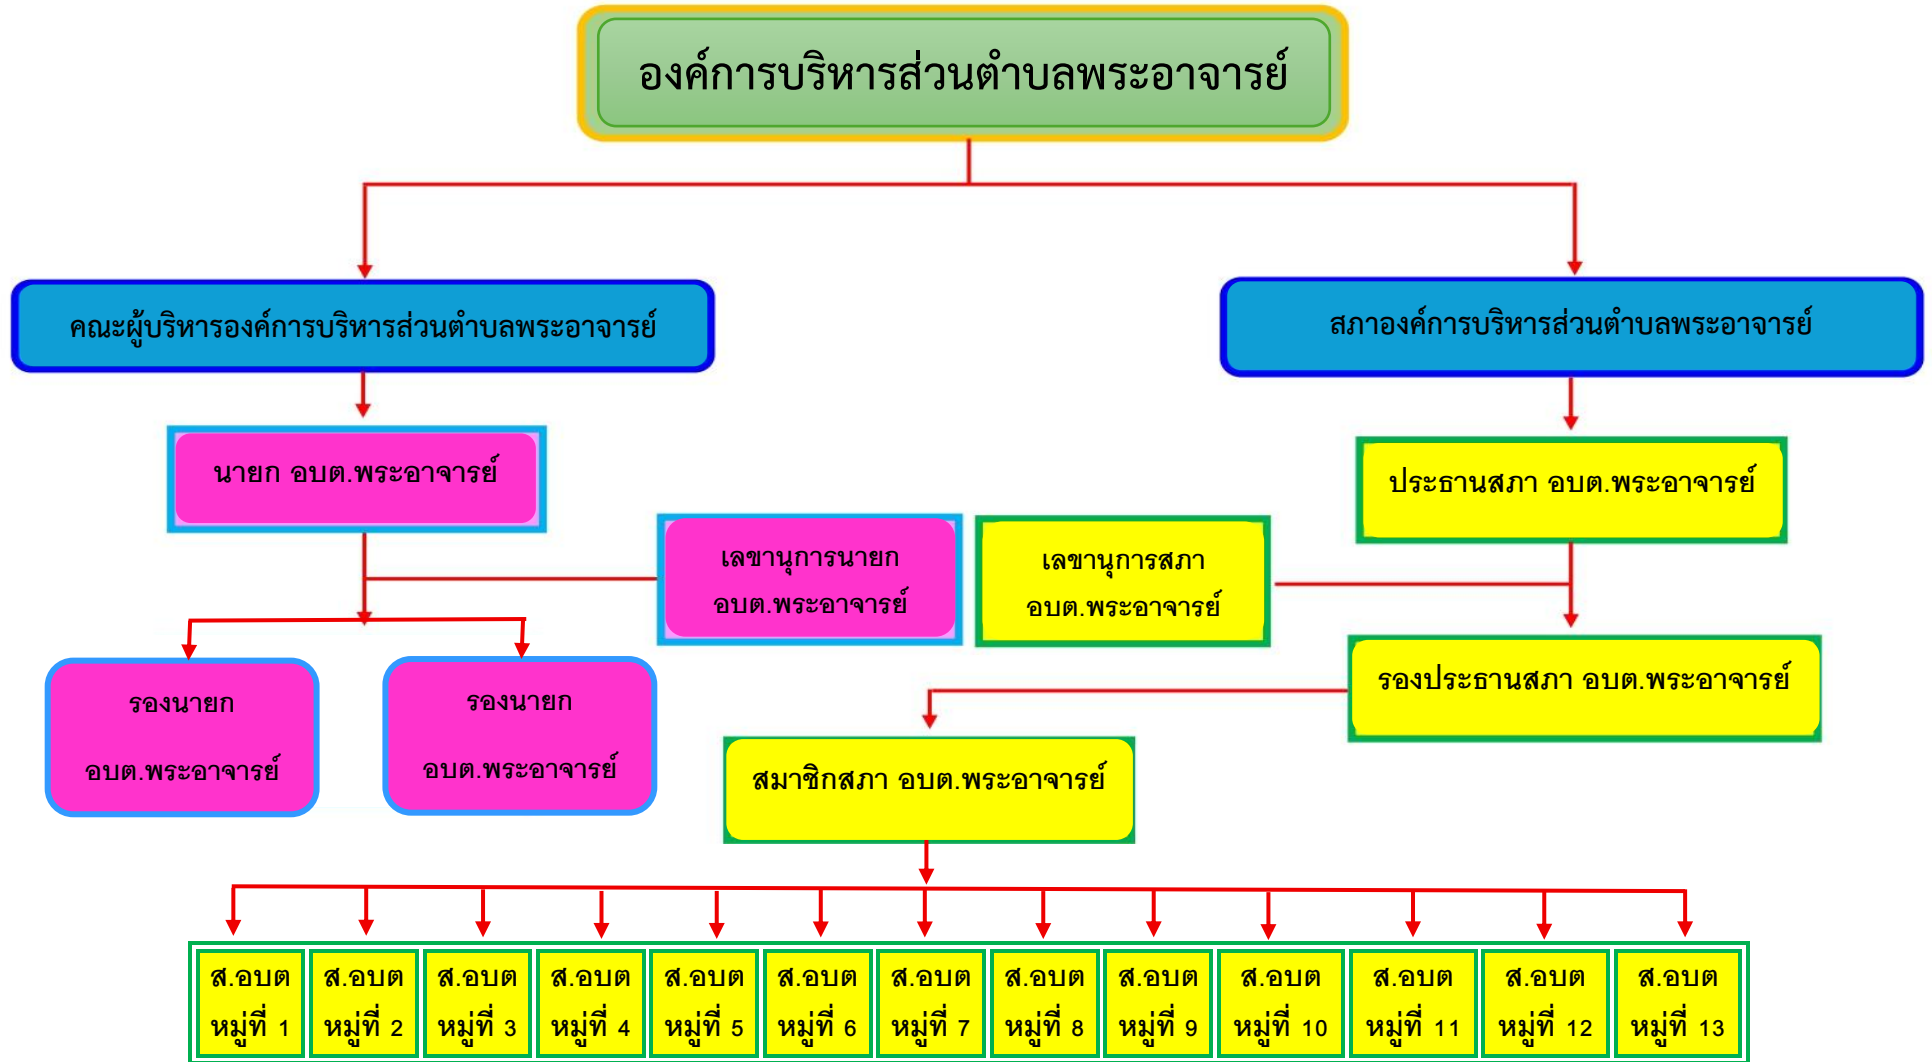 องค์การบริหารส่วนตำบลพระอาจารย์
คณะผู้บริหารองค์การบริหารส่วนตำบลพระอาจารย์
สภาองค์การบริหารส่วนตำบลพระอาจารย์
นายก อบต.พระอาจารย์
ประธานสภา อบต.พระอาจารย์
เลขานุการนายก
อบต.พระอาจารย์
เลขานุการสภา
อบต.พระอาจารย์
รองนายก
อบต.พระอาจารย์
รองนายก
อบต.พระอาจารย์
รองประธานสภา อบต.พระอาจารย์
สมาชิกสภา อบต.พระอาจารย์
ส.อบต
หมู่ที่ 1
ส.อบต
หมู่ที่ 2
ส.อบต
หมู่ที่ 3
ส.อบต
หมู่ที่ 4
ส.อบต
หมู่ที่ 5
ส.อบต
หมู่ที่ 6
ส.อบต
หมู่ที่ 7
ส.อบต
หมู่ที่ 8
ส.อบต
หมู่ที่ 9
ส.อบต
หมู่ที่ 10
ส.อบต
หมู่ที่ 11
ส.อบต
หมู่ที่ 12
ส.อบต
หมู่ที่ 13